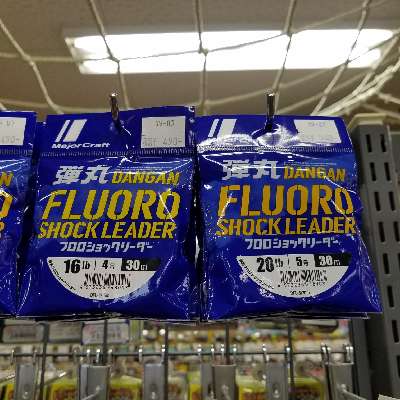 MajorCraft
弾丸 DANGAN
FLUORO
SHOCK LEADER
フロロショックリーダー
16lb / 4号 30m
MajorCraft
弾丸 DANGAN
FLUORO
SHOCK LEADER
フロロショックリーダー
20lb / 5号 30m